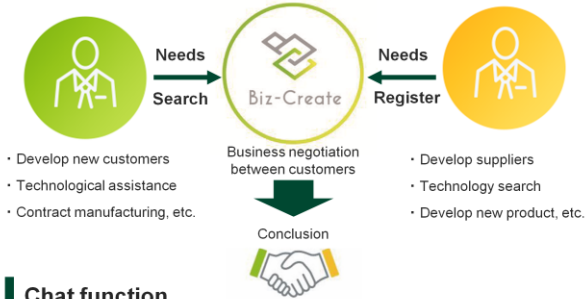 Needs
Search
Biz-Create
Needs
Register
・Develop new customers
・Technological assistance
・Contract manufacturing, etc.
Business negotiation
between customers
・Develop suppliers
・Technology search
・Develop new product, etc.
Conclusion
Chat function